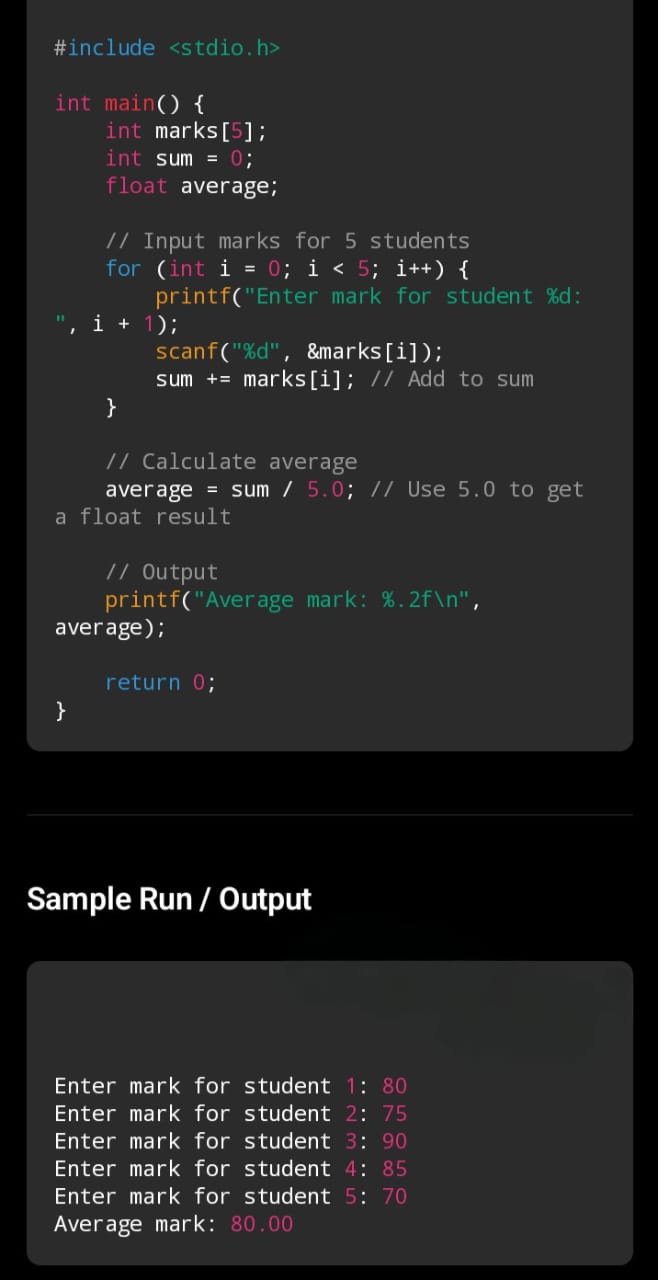 #include <stdio.h>

int main() {
    int marks[5];
    int sum = 0;
    float average;

    // Input marks for 5 students
    for (int i = 0; i < 5; i++) {
        printf("Enter mark for student %d:
", i + 1);
        scanf("%d", &marks[i]);
        sum += marks[i]; // Add to sum
    }

    // Calculate average
    average = sum / 5.0; // Use 5.0 to get
a float result

    // Output
    printf("Average mark: %.2f\n",
average);

    return 0;
}

Sample Run / Output

Enter mark for student 1: 80
Enter mark for student 2: 75
Enter mark for student 3: 90
Enter mark for student 4: 85
Enter mark for student 5: 70
Average mark: 80.00